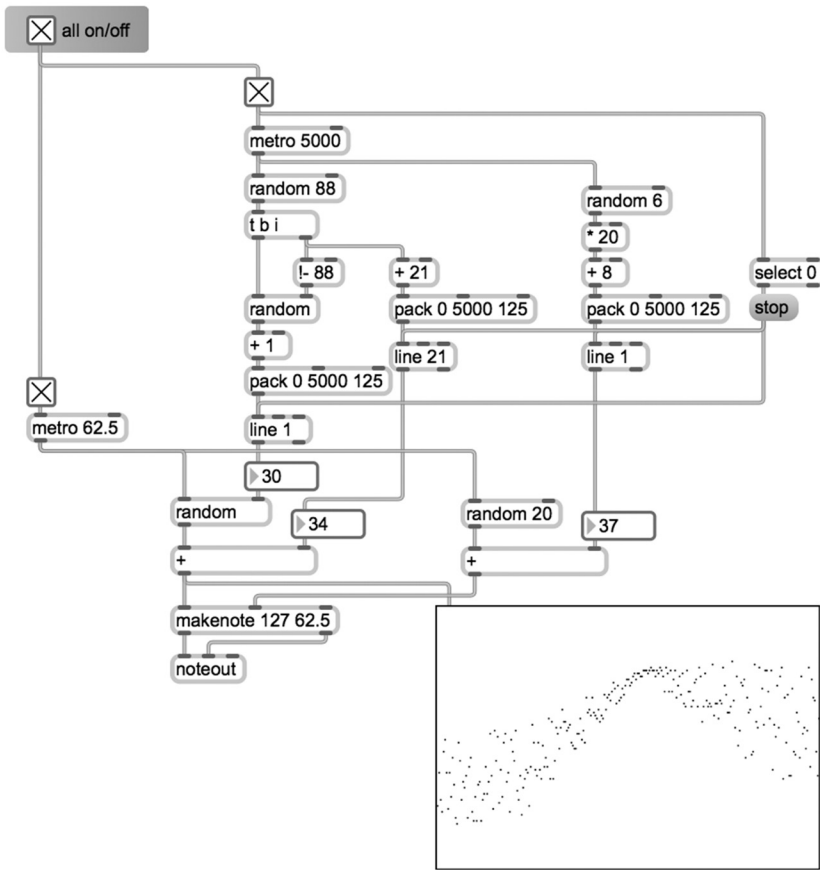 all on/off
metro 5000
random 88
random 6
t b i
* 20
!- 88
+ 21
+ 8
select 0
random
pack 0 5000 125
pack 0 5000 125
stop
+ 1
line 21
line 1
pack 0 5000 125
metro 62.5
line 1
30
random
34
random 20
37
+
+
makenote 127 62.5
noteout